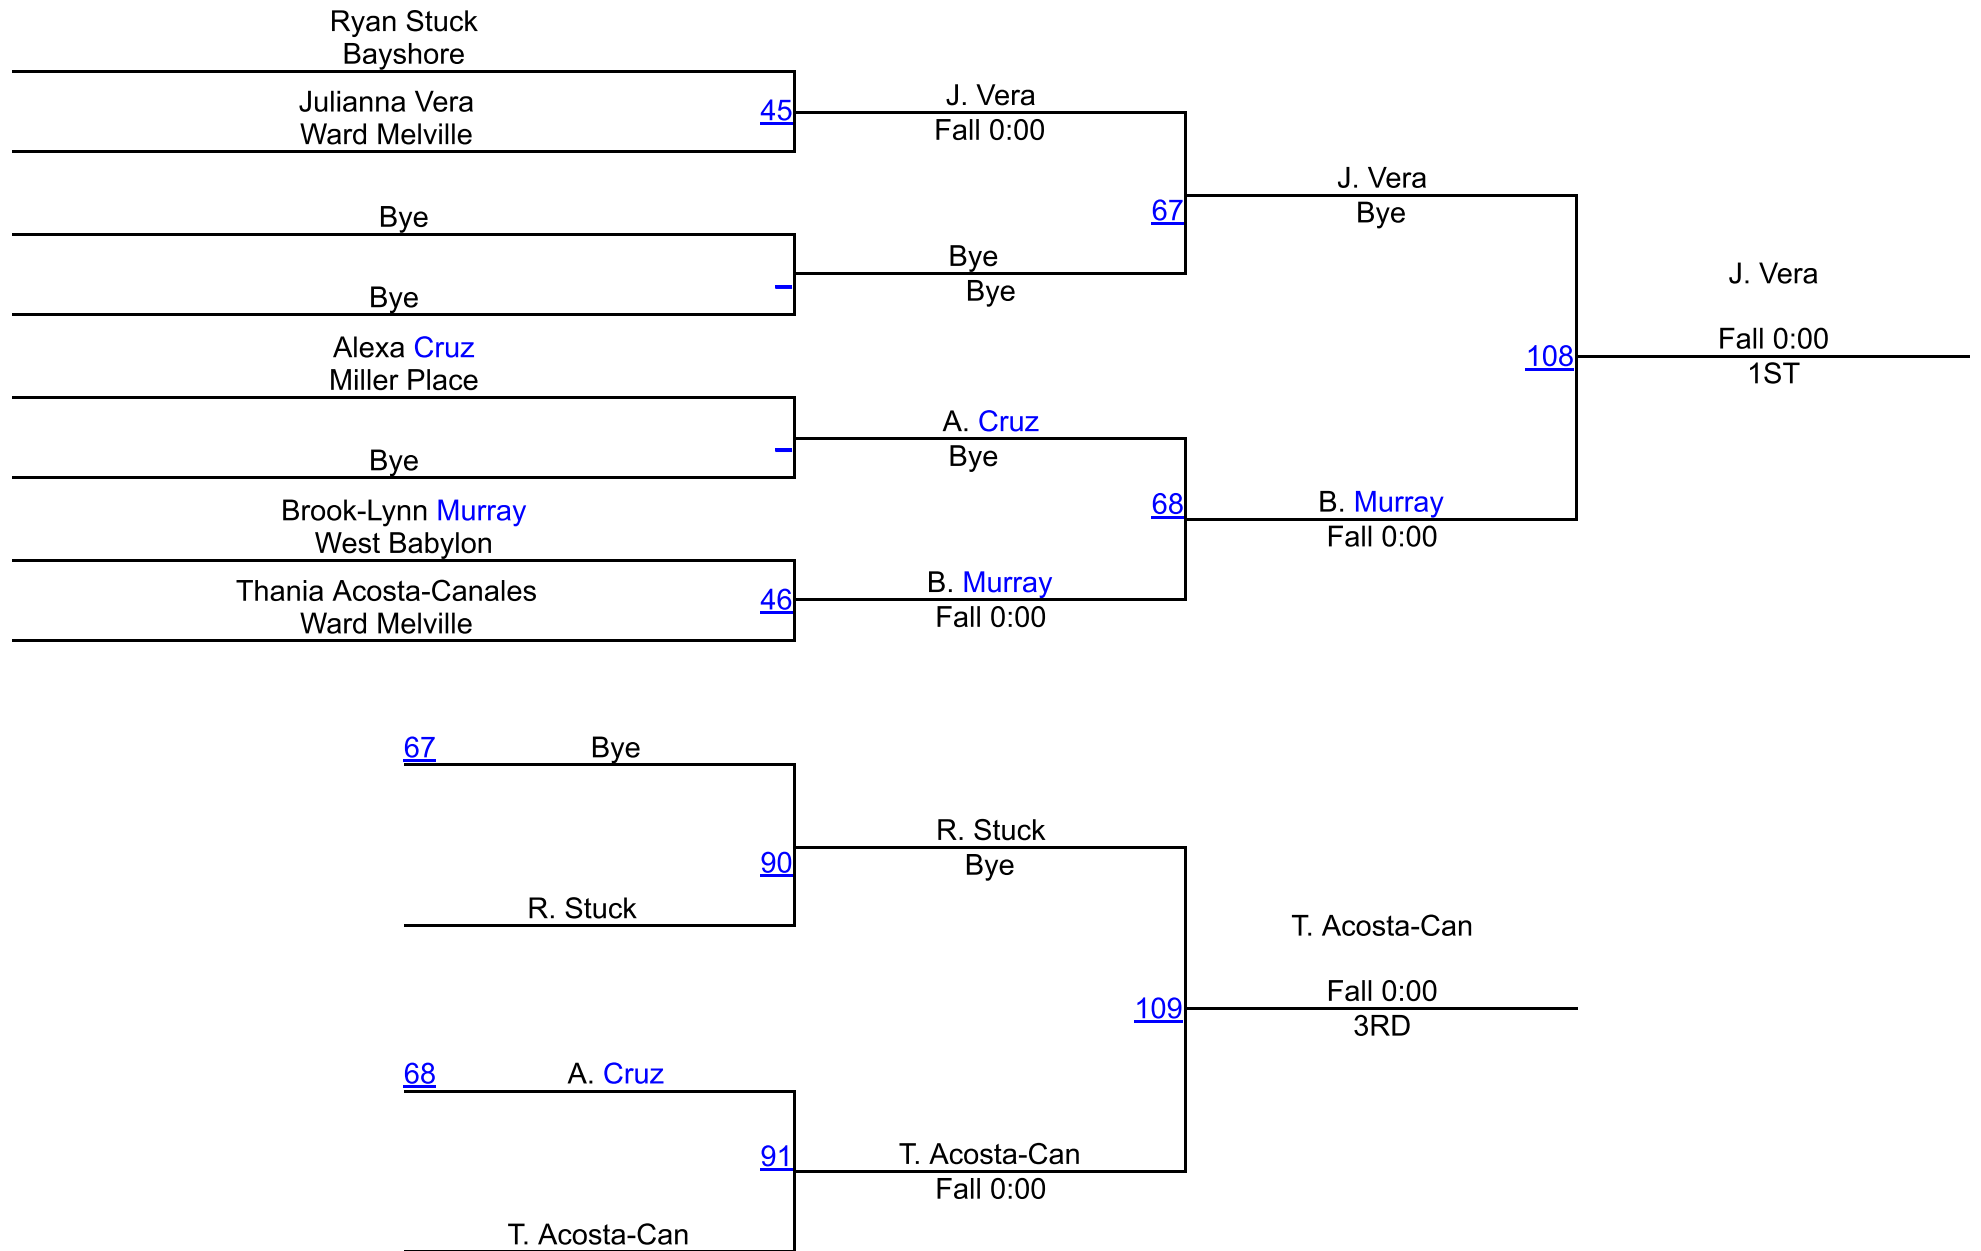 Ryan Stuck
Bayshore
Julianna Vera
Ward Melville
45
J. Vera
Fall 0:00
Bye
Bye
Bye
Bye
67
J. Vera
Bye
Alexa Cruz
Miller Place
Bye
A. Cruz
Bye
Brook-Lynn Murray
West Babylon
Thania Acosta-Canales
Ward Melville
46
B. Murray
Fall 0:00
68
B. Murray
Fall 0:00
108
J. Vera
Fall 0:00
1ST
67
Bye
R. Stuck
90
R. Stuck
Bye
68
A. Cruz
T. Acosta-Can
91
T. Acosta-Can
Fall 0:00
109
T. Acosta-Can
Fall 0:00
3RD